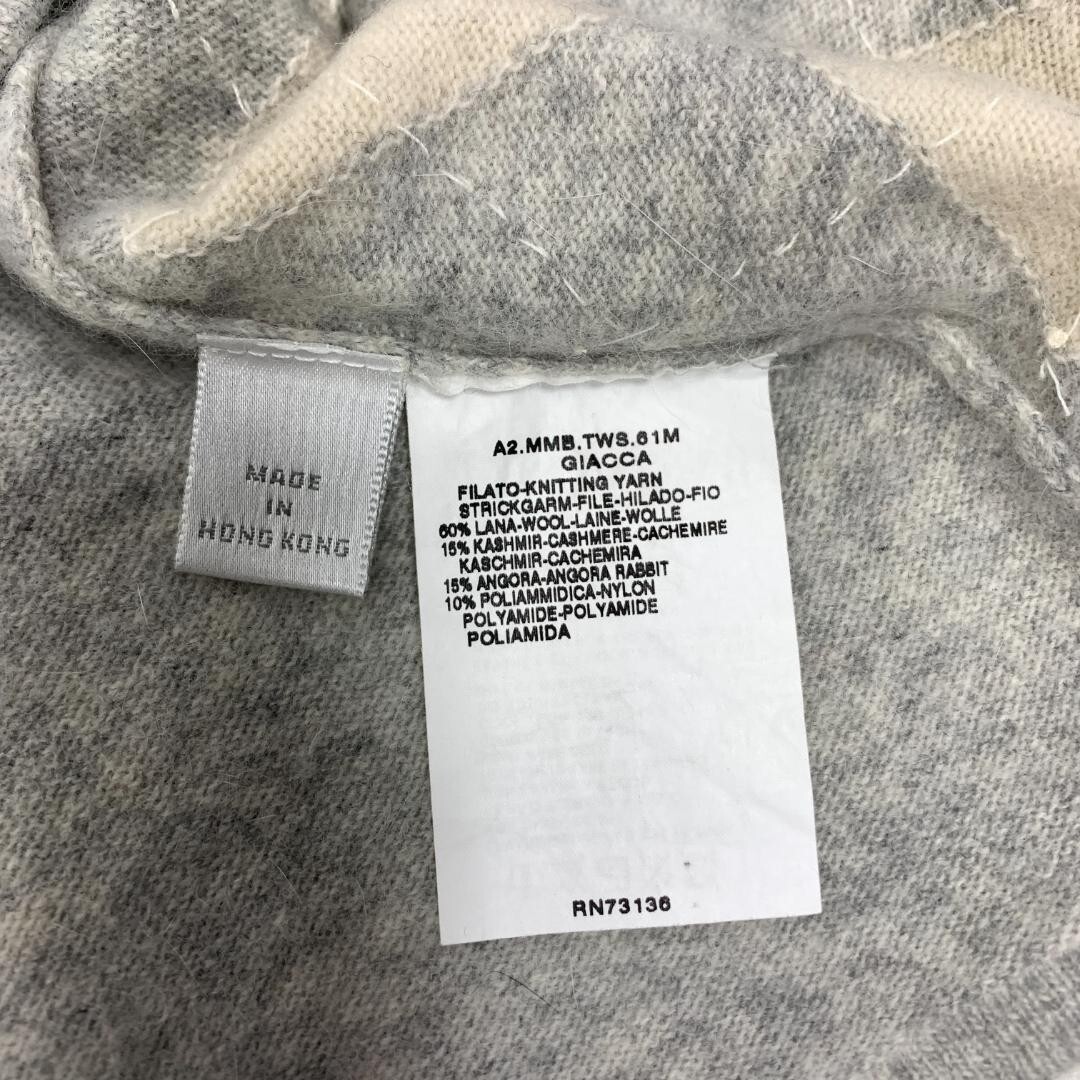 MADE
IN
HONG KONG
A2.MMB.TWS.61M
GIACCA
FILATO-KNITTING YARN
STRICKGARM-FILE-HILADO-FIO
60% LANA-WOOL-LAINE-WOLLE
15% KASHMIR-CASHMERE-CACHEMIRE
KASCHMIR-CACHEMIRA
15% ANGORA-ANGORA RABBIT
10% POLIAMMIDICA-NYLON
POLYAMIDE-POLYAMIDE
POLIAMIDA
RN73136